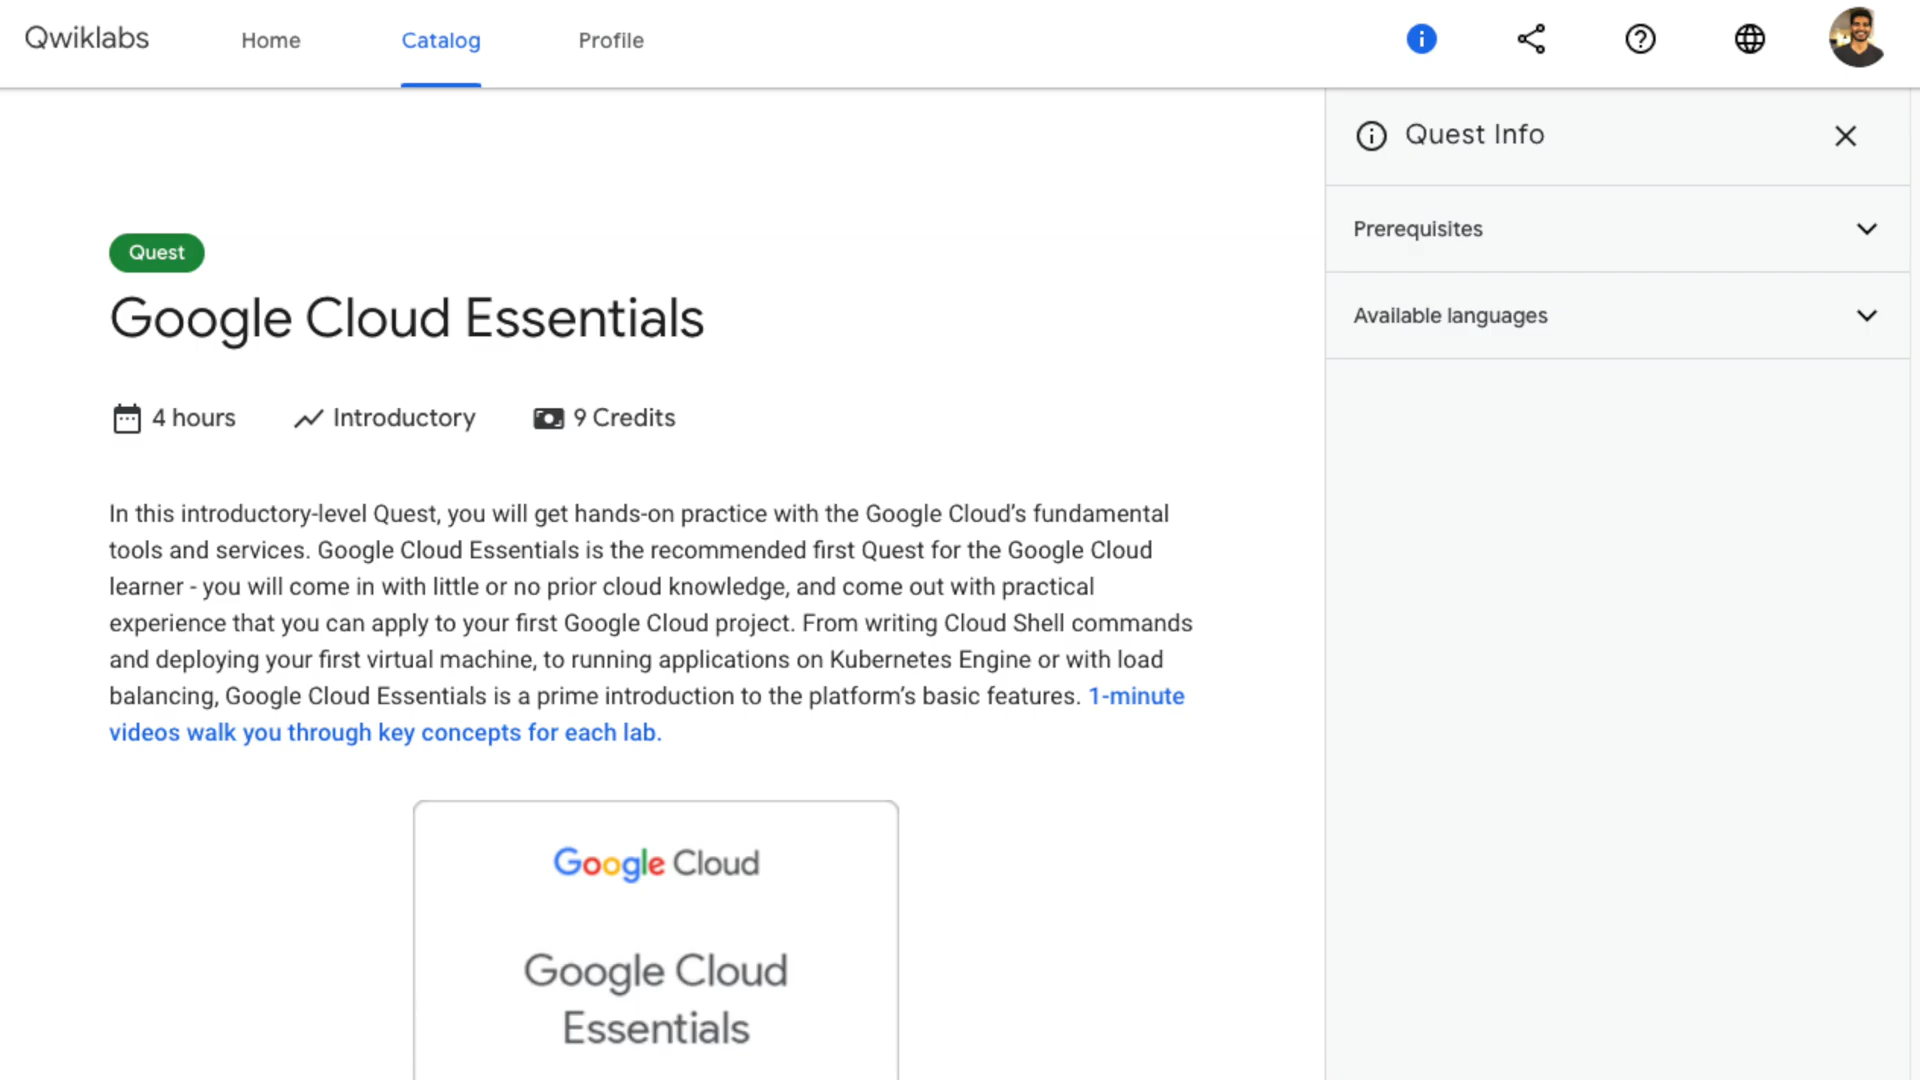 Qwiklabs Home Catalog Profile
Quest Info
Prerequisites
Available languages
Quest
Google Cloud Essentials
4 hours Introductory 9 Credits
In this introductory-level Quest, you will get hands-on practice with the Google Cloud’s fundamental
tools and services. Google Cloud Essentials is the recommended first Quest for the Google Cloud
learner - you will come in with little or no prior cloud knowledge, and come out with practical
experience that you can apply to your first Google Cloud project. From writing Cloud Shell commands
and deploying your first virtual machine, to running applications on Kubernetes Engine or with load
balancing, Google Cloud Essentials is a prime introduction to the platform’s basic features. 1-minute
videos walk you through key concepts for each lab.
Google Cloud
Google Cloud
Essentials